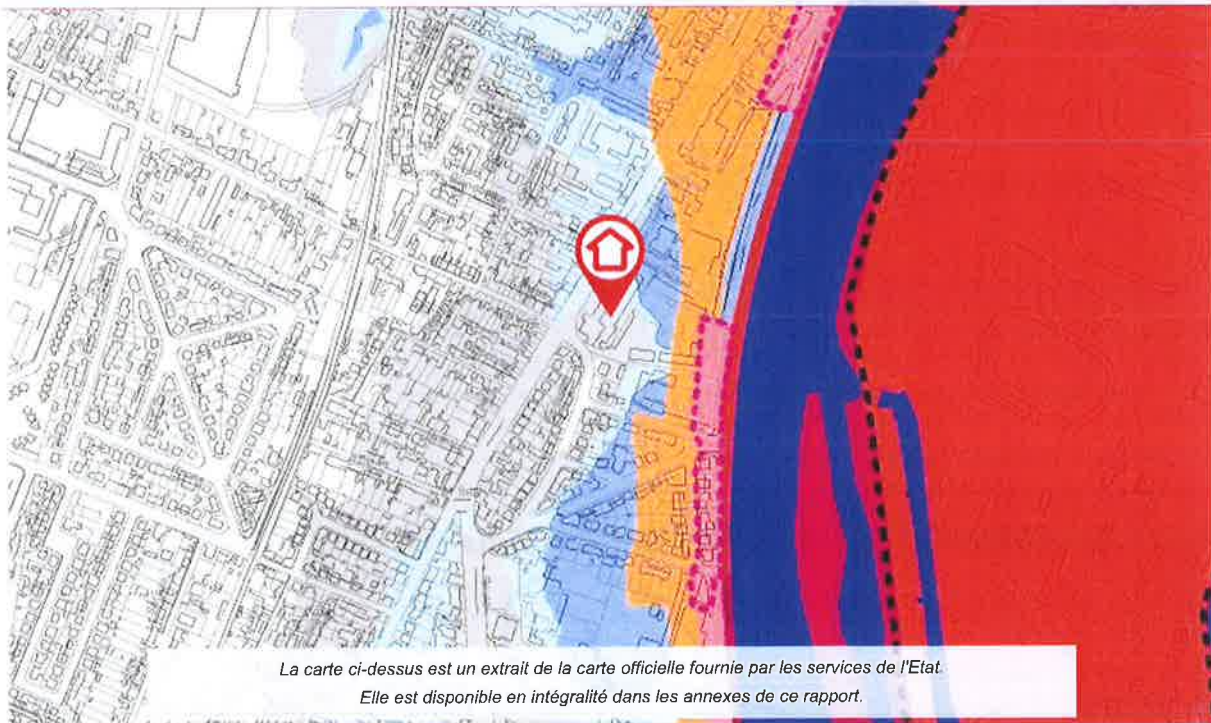 La carte ci-dessus est un extrait de la carte officielle fournie par les services de l'Etat.
Elle est disponible en intégralité dans les annexes de ce rapport.